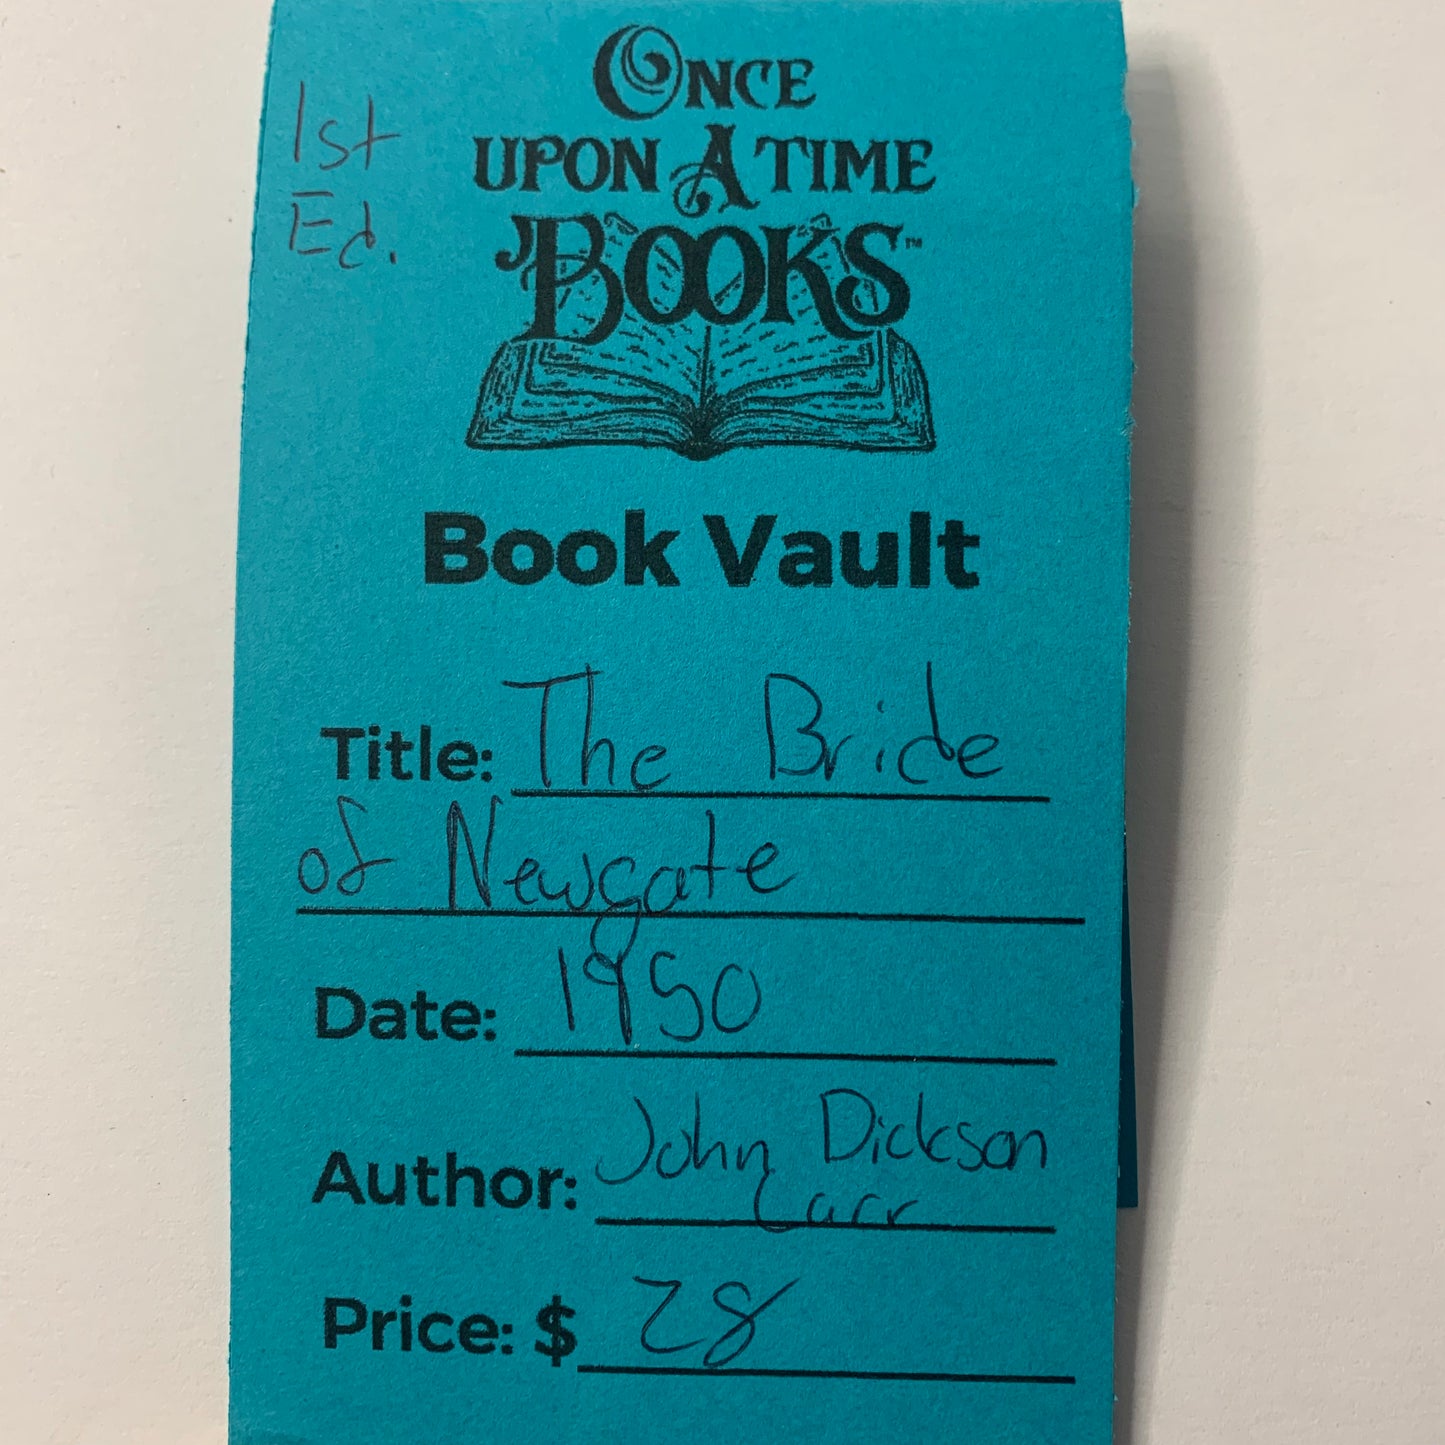 1st
Ed.
ONCE
UPON A TIME
BOOKS™
Book Vault
Title: The Bride
of Newgate
Date: 1950
Author: John Dickson
Carr
Price: $ 28